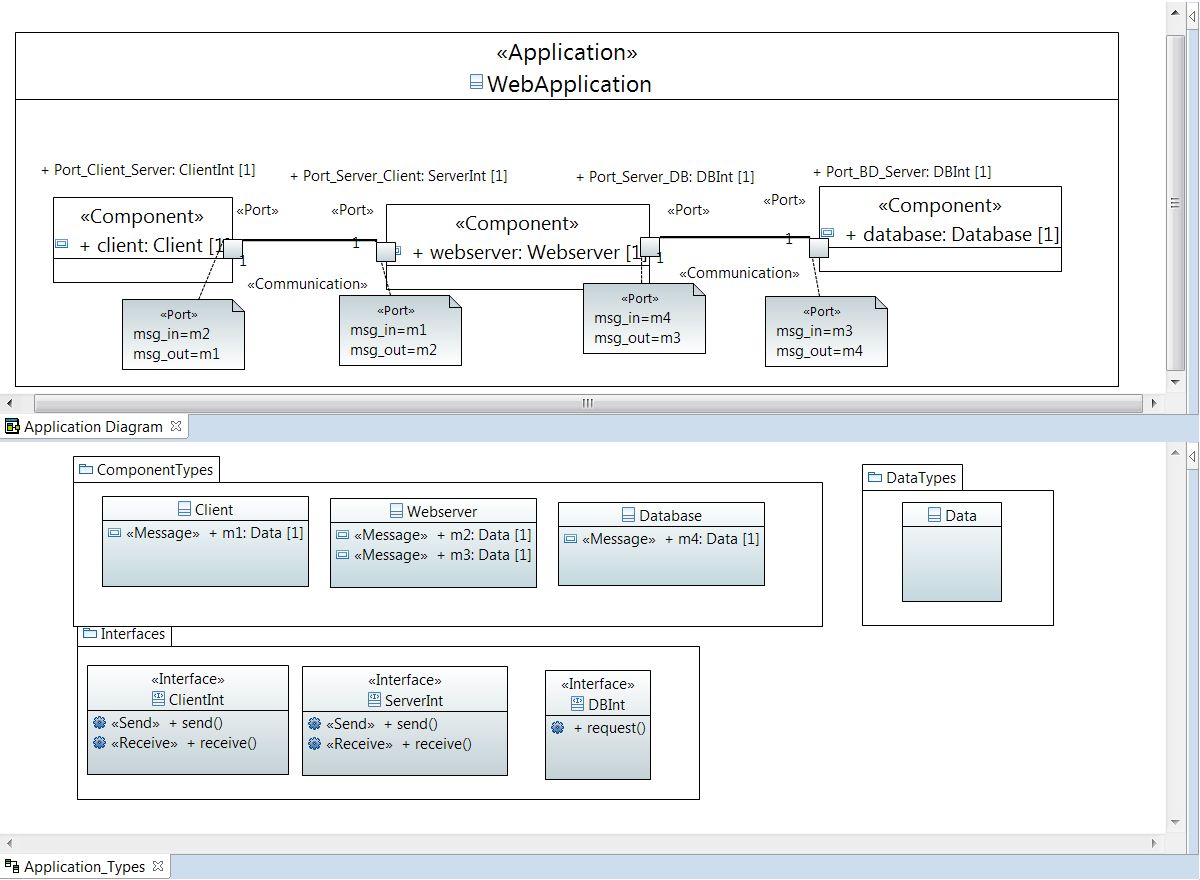 «Application»
WebApplication
+ Port_Client_Server: ClientInt [1]
+ Port_Server_Client: ServerInt [1]
+ Port_Server_DB: DBInt [1]
+ Port_BD_Server: DBInt [1]
«Component»
+ client: Client [1]
«Port»
«Port»
«Component»
+ webserver: Webserver [1]
«Port»
«Port»
«Component»
+ database: Database [1]
1
1
1
1
«Communication»
«Communication»
«Port»
msg_in=m2
msg_out=m1
«Port»
msg_in=m1
msg_out=m2
«Port»
msg_in=m4
msg_out=m3
«Port»
msg_in=m3
msg_out=m4
Application Diagram
ComponentTypes
Client
«Message» + m1: Data [1]
Webserver
«Message» + m2: Data [1]
«Message» + m3: Data [1]
Database
«Message» + m4: Data [1]
DataTypes
Data
Interfaces
«Interface»
ClientInt
«Send» + send()
«Receive» + receive()
«Interface»
ServerInt
«Send» + send()
«Receive» + receive()
«Interface»
DBInt
+ request()
Application_Types